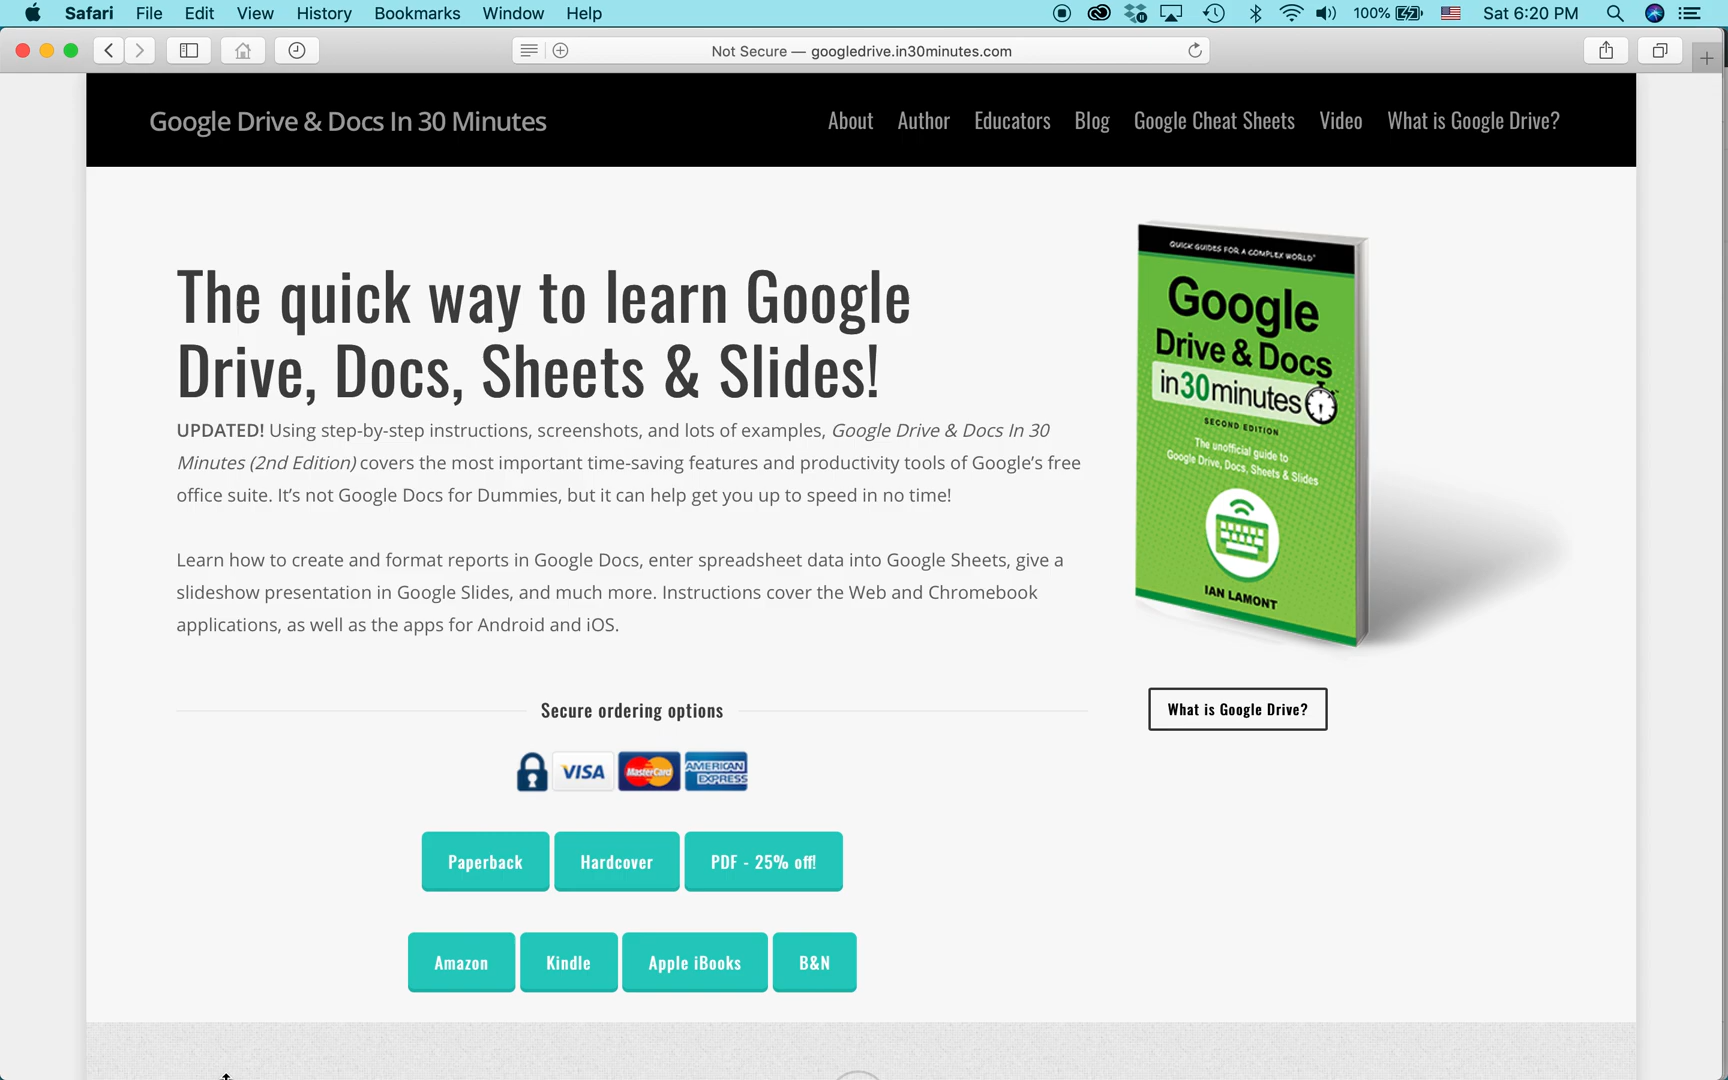 Safari File Edit View History Bookmarks Window Help 100% Sat 6:20 PM
Not Secure — googledrive.in30minutes.com
Google Drive & Docs In 30 Minutes About Author Educators Blog Google Cheat Sheets Video What is Google Drive?
The quick way to learn Google
Drive, Docs, Sheets & Slides!
UPDATED! Using step-by-step instructions, screenshots, and lots of examples, Google Drive & Docs In 30
Minutes (2nd Edition) covers the most important time-saving features and productivity tools of Google's free
office suite. It's not Google Docs for Dummies, but it can help get you up to speed in no time!
Learn how to create and format reports in Google Docs, enter spreadsheet data into Google Sheets, give a
slideshow presentation in Google Slides, and much more. Instructions cover the Web and Chromebook
applications, as well as the apps for Android and iOS.
QUICK GUIDES FOR A COMPLEX WORLD®
Google
Drive & Docs
in30minutes™
SECOND EDITION
The unofficial guide to
Google Drive, Docs, Sheets & Slides
IAN LAMONT
What is Google Drive?
Secure ordering options
VISA MasterCard AMERICAN EXPRESS
Paperback Hardcover PDF - 25% off!
Amazon Kindle Apple iBooks B&N